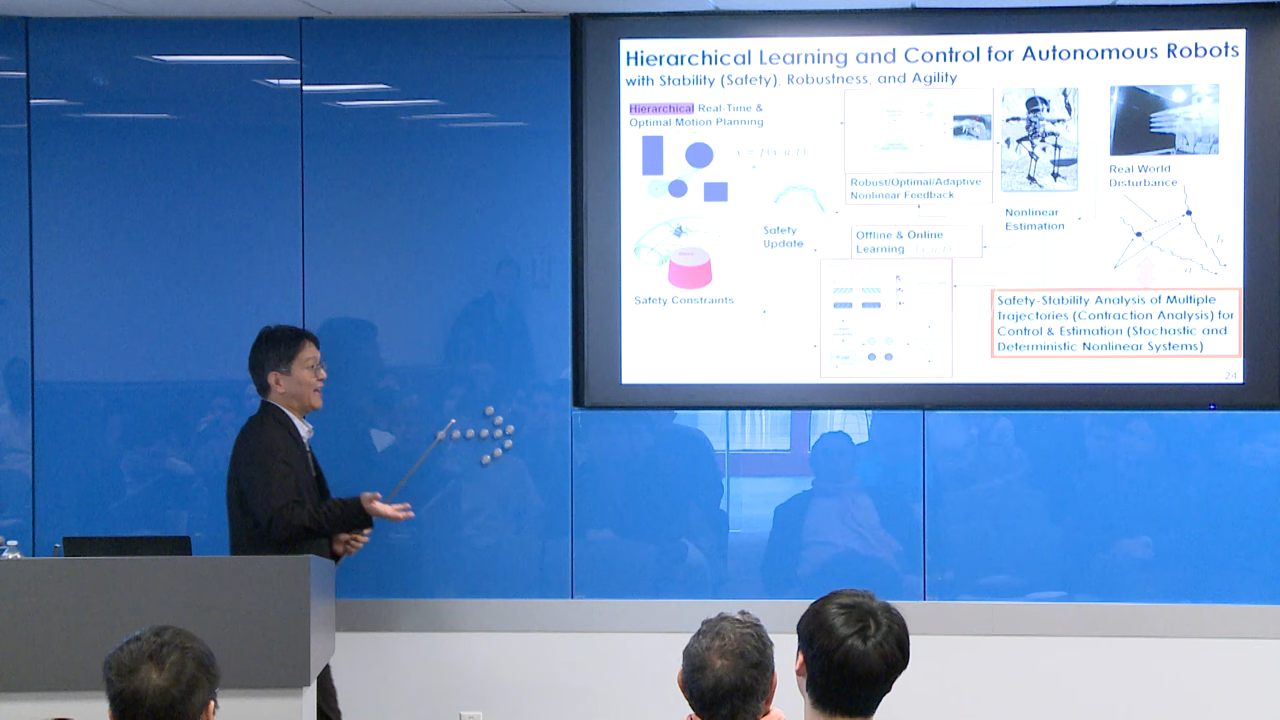 Hierarchical Learning and Control for Autonomous Robots
with Stability (Safety), Robustness, and Agility
Hierarchical Real-Time &
Optimal Motion Planning
Robust/Optimal/Adaptive
Nonlinear Feedback
Real World
Disturbance
Nonlinear
Estimation
Safety
Update
Offline & Online
Learning
Safety Constraints
Safety-Stability Analysis of Multiple
Trajectories (Contraction Analysis) for
Control & Estimation (Stochastic and
Deterministic Nonlinear Systems)
24